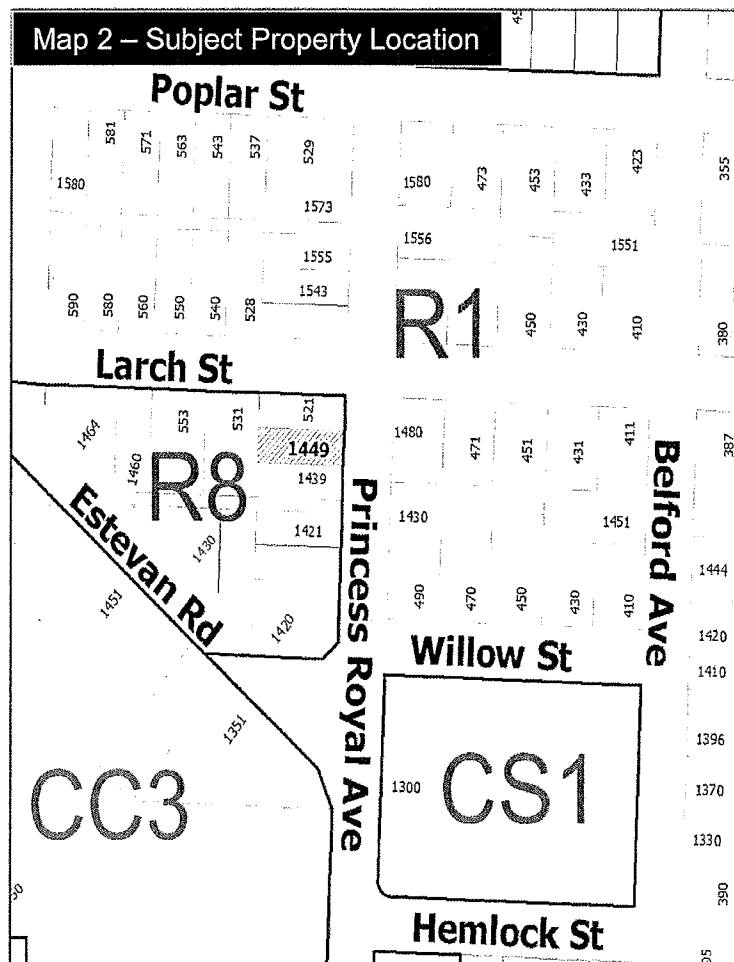 Map 2 – Subject Property Location
Poplar St
581 571 563 543 537 529
1580
1573
1555
1543
590 580 560 550 540 528
1580 473 453 433 423 355
1556 1551
R1
450 430 410 380
Larch St
1464 1460 553 531 521
1449
1439
R8
1421
1430
1420
Estevan Rd
1451
1351
Princess Royal Ave
1480 471 451 431 411 387
1430 1451
490 470 450 430 410
Belford Ave
1444
1420
1410
1396
1370
1330
390
Willow St
1300 CS1
CC3
Hemlock St